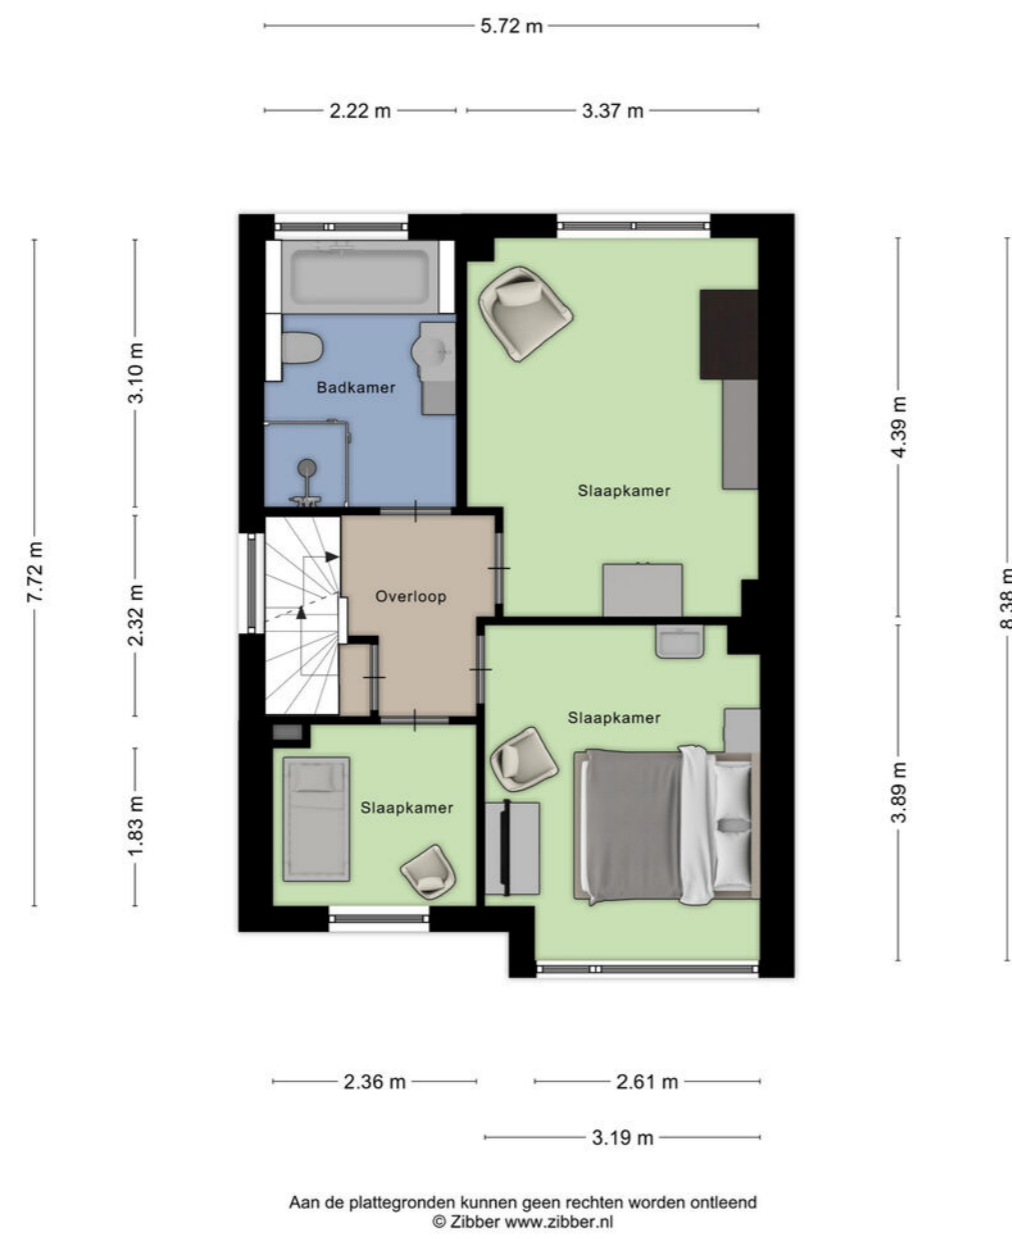 5.72 m
2.22 m
3.37 m
3.10 m
Badkamer
4.39 m
Slaapkamer
7.72 m
8.38 m
2.32 m
Overloop
Slaapkamer
3.89 m
1.83 m
Slaapkamer
2.36 m
2.61 m
3.19 m
Aan de plattegronden kunnen geen rechten worden ontleend
© Zibber www.zibber.nl